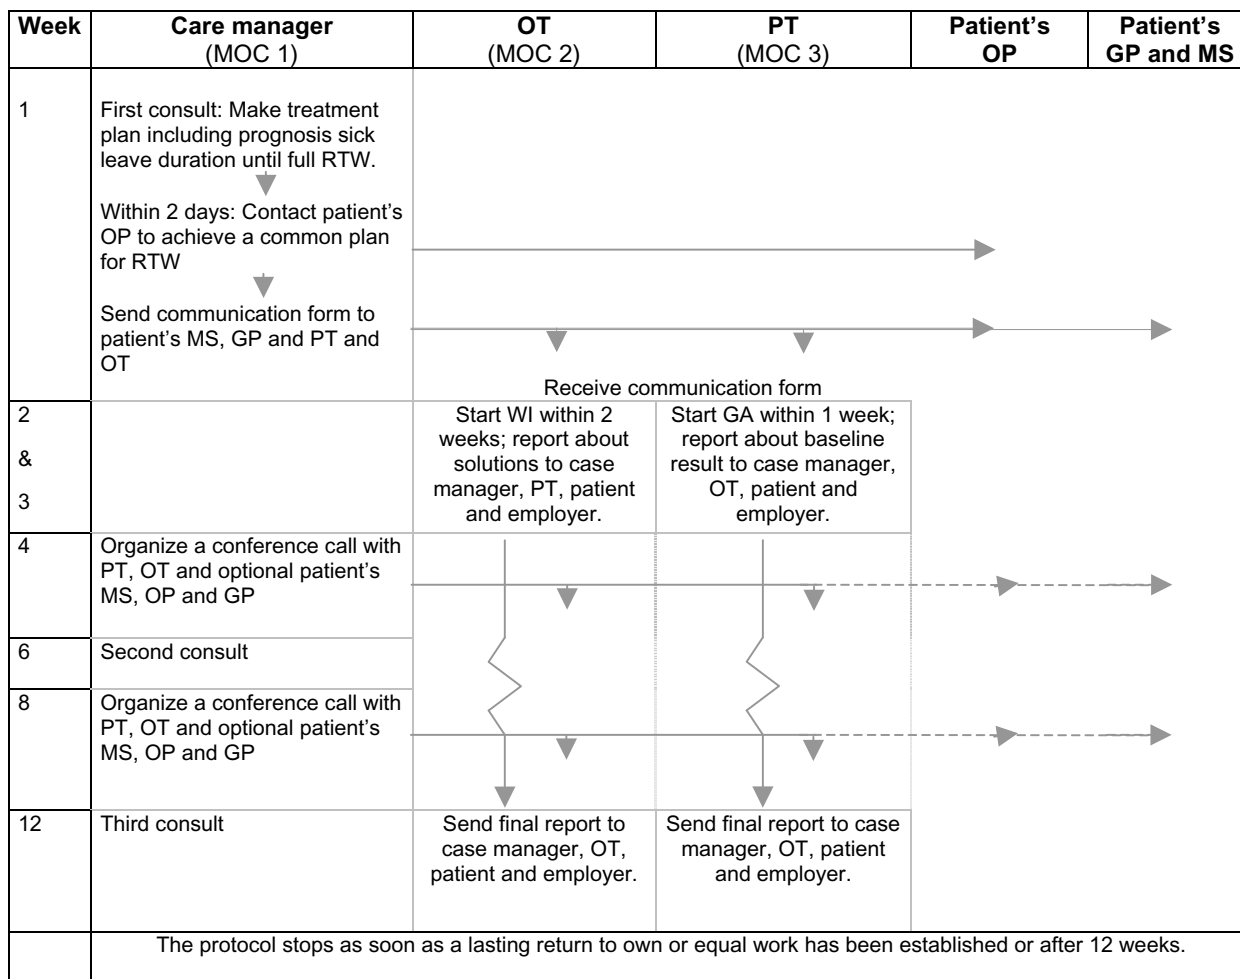 Week
Care manager
(MOC 1)
OT
(MOC 2)
PT
(MOC 3)
Patient's
OP
Patient's
GP and MS
1
First consult: Make treatment
plan including prognosis sick
leave duration until full RTW.
Within 2 days: Contact patient's
OP to achieve a common plan
for RTW
Send communication form to
patient's MS, GP and PT and
OT
Receive communication form
2
&
3
Start WI within 2
weeks; report about
solutions to case
manager, PT, patient
and employer.
Start GA within 1 week;
report about baseline
result to case manager,
OT, patient and
employer.
4
Organize a conference call with
PT, OT and optional patient's
MS, OP and GP
6
Second consult
8
Organize a conference call with
PT, OT and optional patient's
MS, OP and GP
12
Third consult
Send final report to
case manager, OT,
patient and employer.
Send final report to case
manager, OT, patient
and employer.
The protocol stops as soon as a lasting return to own or equal work has been established or after 12 weeks.